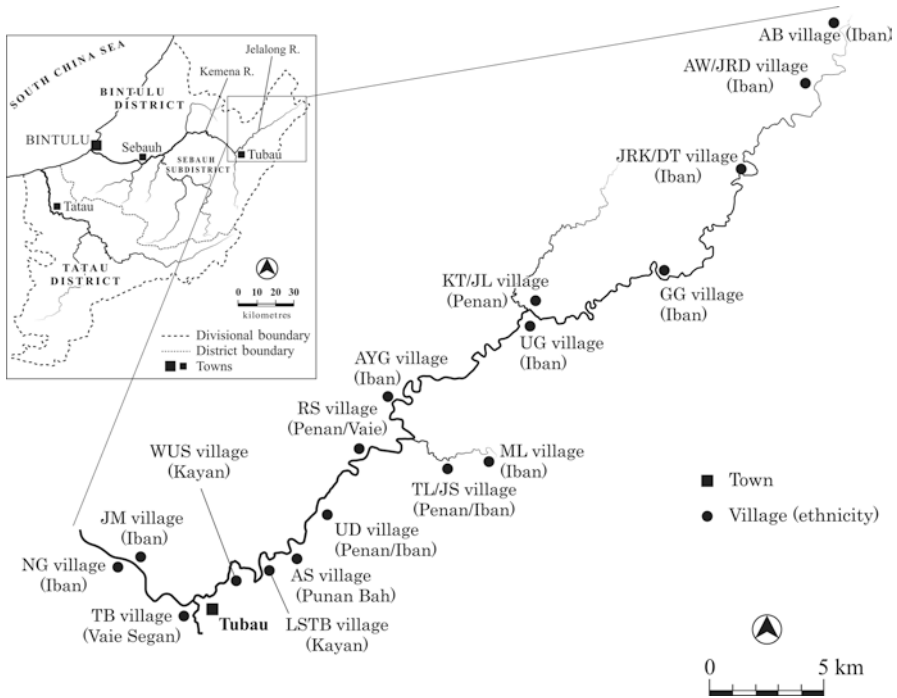 SOUTH CHINA SEA
Jelalong R.
Kemena R.
BINTULU
DISTRICT
BINTULU
Sebauh
SEBAUH
SUBDISTRICT
Tubau
Tatau
TATAU
DISTRICT
0 10 20 30
kilometres
Divisional boundary
District boundary
Towns
AB village (Iban)
AW/JRD village
(Iban)
JRK/DT village
(Iban)
KT/JL village
(Penan)
GG village
(Iban)
UG village
(Iban)
AYG village
(Iban)
RS village
(Penan/Vaie)
WUS village
(Kayan)
ML village
(Iban)
TL/JS village
(Penan/Iban)
JM village
(Iban)
UD village
(Penan/Iban)
NG village
(Iban)
AS village
(Punan Bah)
TB village
(Vaie Segan)
Tubau
LSTB village
(Kayan)
Town
Village (ethnicity)
0 5 km